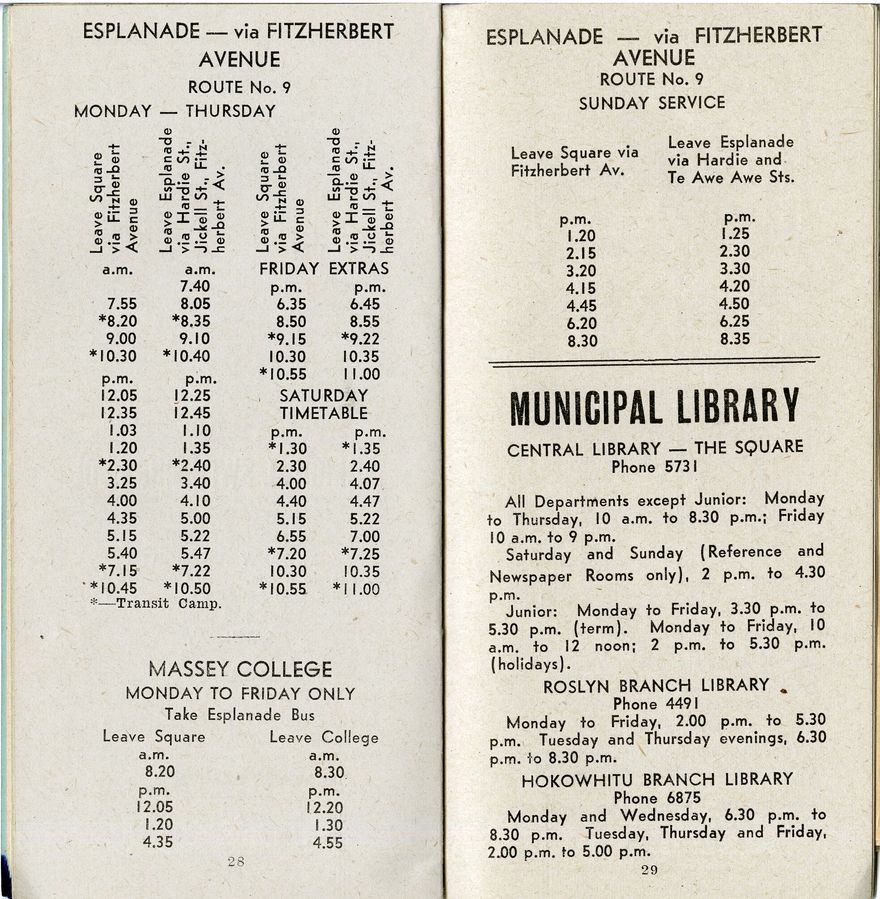 ESPLANADE — via FITZHERBERT
AVENUE
ROUTE No. 9
MONDAY — THURSDAY
Leave Square via Fitzherbert Avenue
Leave Esplanade via Hardie St., Jickell St., Fitz-herbert Av.
Leave Square via Fitzherbert Avenue
Leave Esplanade via Hardie St., Jickell St., Fitz-herbert Av.
a.m. a.m. FRIDAY EXTRAS
7.40 p.m. p.m.
7.55 8.05 6.35 6.45
*8.20 *8.35 8.50 8.55
9.00 9.10 *9.15 *9.22
*10.30 *10.40 10.30 10.35
p.m. p.m. *10.55 11.00
12.05 12.25 SATURDAY
12.35 12.45 TIMETABLE
1.03 1.10 p.m. p.m.
1.20 1.35 *1.30 *1.35
*2.30 *2.40 2.30 2.40
3.25 3.40 4.00 4.07
4.00 4.10 4.40 4.47
4.35 5.00 5.15 5.22
5.15 5.22 6.55 7.00
5.40 5.47 *7.20 *7.25
*7.15 *7.22 10.30 10.35
*10.45 *10.50 *10.55 *11.00
*—Transit Camp.
MASSEY COLLEGE
MONDAY TO FRIDAY ONLY
Take Esplanade Bus
Leave Square Leave College
a.m. a.m.
8.20 8.30
p.m. p.m.
12.05 12.20
1.20 1.30
4.35 4.55
28
ESPLANADE — via FITZHERBERT
AVENUE
ROUTE No. 9
SUNDAY SERVICE
Leave Square via Fitzherbert Av.
Leave Esplanade via Hardie and Te Awe Awe Sts.
p.m. p.m.
1.20 1.25
2.15 2.30
3.20 3.30
4.15 4.20
4.45 4.50
6.20 6.25
8.30 8.35
MUNICIPAL LIBRARY
CENTRAL LIBRARY — THE SQUARE
Phone 5731
All Departments except Junior: Monday
to Thursday, 10 a.m. to 8.30 p.m.; Friday
10 a.m. to 9 p.m.
Saturday and Sunday (Reference and
Newspaper Rooms only), 2 p.m. to 4.30
p.m.
Junior: Monday to Friday, 3.30 p.m. to
5.30 p.m. (term). Monday to Friday, 10
a.m. to 12 noon; 2 p.m. to 5.30 p.m.
(holidays).
ROSLYN BRANCH LIBRARY
Phone 4491
Monday to Friday, 2.00 p.m. to 5.30
p.m. Tuesday and Thursday evenings, 6.30
p.m. to 8.30 p.m.
HOKOWHITU BRANCH LIBRARY
Phone 6875
Monday and Wednesday, 6.30 p.m. to
8.30 p.m. Tuesday, Thursday and Friday,
2.00 p.m. to 5.00 p.m.
29